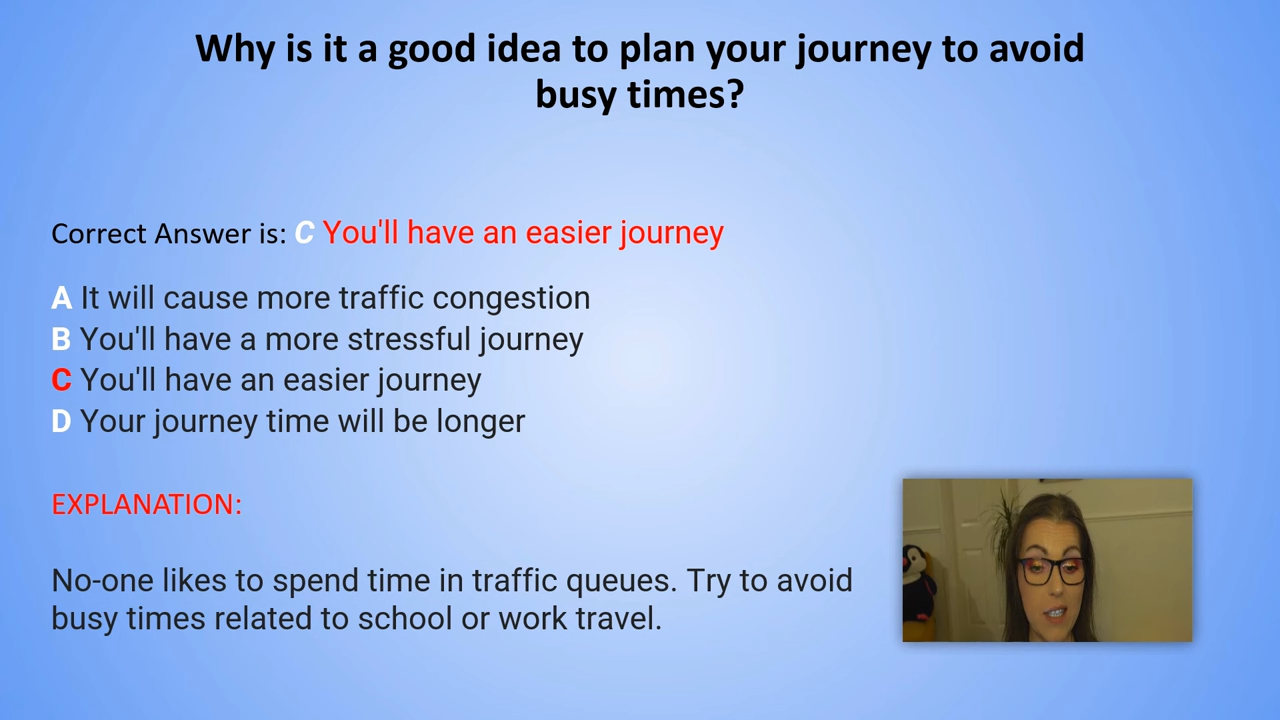 Why is it a good idea to plan your journey to avoid
busy times?
Correct Answer is: C You'll have an easier journey
A It will cause more traffic congestion
B You'll have a more stressful journey
C You'll have an easier journey
D Your journey time will be longer
EXPLANATION:
No-one likes to spend time in traffic queues. Try to avoid
busy times related to school or work travel.